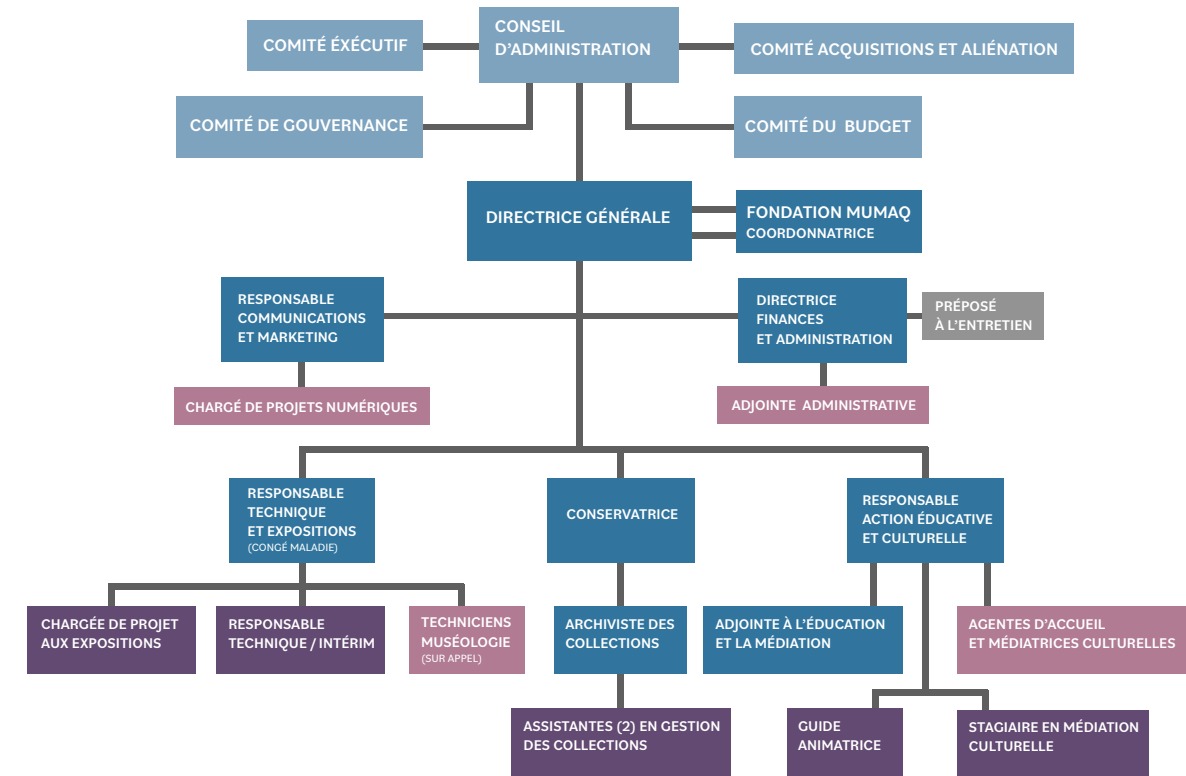 COMITÉ ÉXÉCUTIF
CONSEIL
D'ADMINISTRATION
COMITÉ ACQUISITIONS ET ALIÉNATION
COMITÉ DE GOUVERNANCE
COMITÉ DU BUDGET
DIRECTRICE GÉNÉRALE
FONDATION MUMAQ
COORDONNATRICE
RESPONSABLE
COMMUNICATIONS
ET MARKETING
DIRECTRICE
FINANCES
ET ADMINISTRATION
PRÉPOSÉ
À L'ENTRETIEN
CHARGÉ DE PROJETS NUMÉRIQUES
ADJOINTE ADMINISTRATIVE
RESPONSABLE
TECHNIQUE
ET EXPOSITIONS
(CONGÉ MALADIE)
CONSERVATRICE
RESPONSABLE
ACTION ÉDUCATIVE
ET CULTURELLE
CHARGÉE DE PROJET
AUX EXPOSITIONS
RESPONSABLE
TECHNIQUE / INTÉRIM
TECHNICIENS
MUSÉOLOGIE
(SUR APPEL)
ARCHIVISTE DES
COLLECTIONS
ADJOINTE À L'ÉDUCATION
ET LA MÉDIATION
AGENTES D'ACCUEIL
ET MÉDIATRICES CULTURELLES
ASSISTANTES (2) EN GESTION
DES COLLECTIONS
GUIDE
ANIMATRICE
STAGIAIRE EN MÉDIATION
CULTURELLE